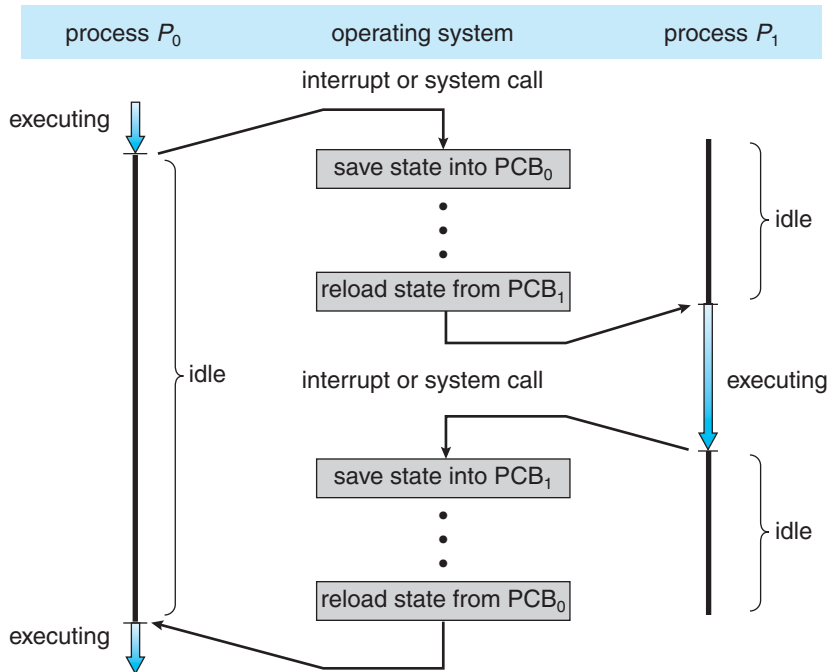 process P₀
operating system
process P₁
interrupt or system call
executing
save state into PCB₀
idle
reload state from PCB₁
idle
interrupt or system call
executing
save state into PCB₁
idle
reload state from PCB₀
executing